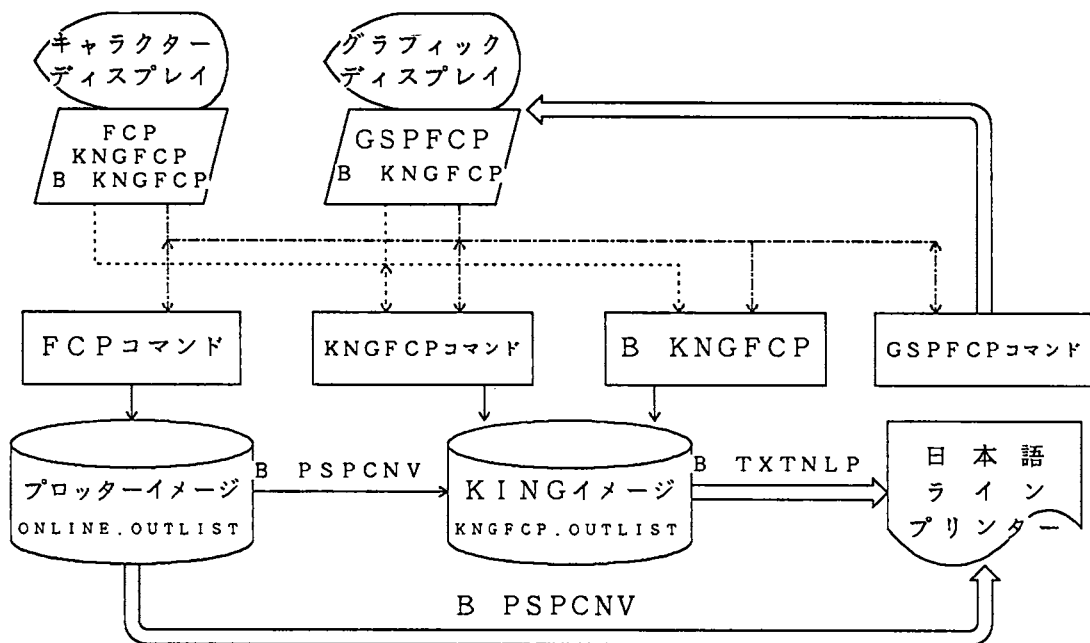 キャラクター
ディスプレイ
グラフィック
ディスプレイ
FCP
KNGFCP
B KNGFCP
GSPFCP
B KNGFCP
FCPコマンド
KNGFCPコマンド
B KNGFCP
GSPFCPコマンド
プロッターイメージ
ONLINE.OUTLIST
B PSPCNV
KINGイメージ
KNGFCP.OUTLIST
B TXTNLP
日本語
ライン
プリンター
B PSPCNV